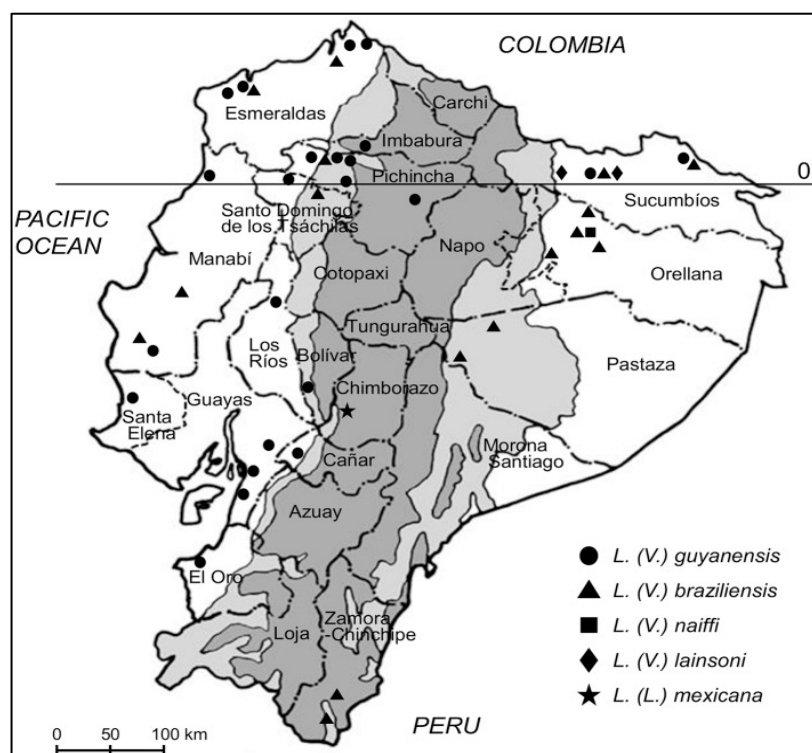 COLOMBIA
Carchi
Esmeraldas
Imbabura
Pichincha
0
Sucumbíos
PACIFIC
OCEAN
Santo Domingo
de los Tsáchilas
Napo
Manabí
Orellana
Cotopaxi
Tungurahua
Los
Ríos
Bolívar
Pastaza
Chimborazo
Guayas
Santa
Elena
Morona
Santiago
Cañar
Azuay
El Oro
Zamora
-Chinchipe
Loja
L. (V.) guyanensis
L. (V.) braziliensis
L. (V.) naiffi
L. (V.) lainsoni
L. (L.) mexicana
PERU
0 50 100 km